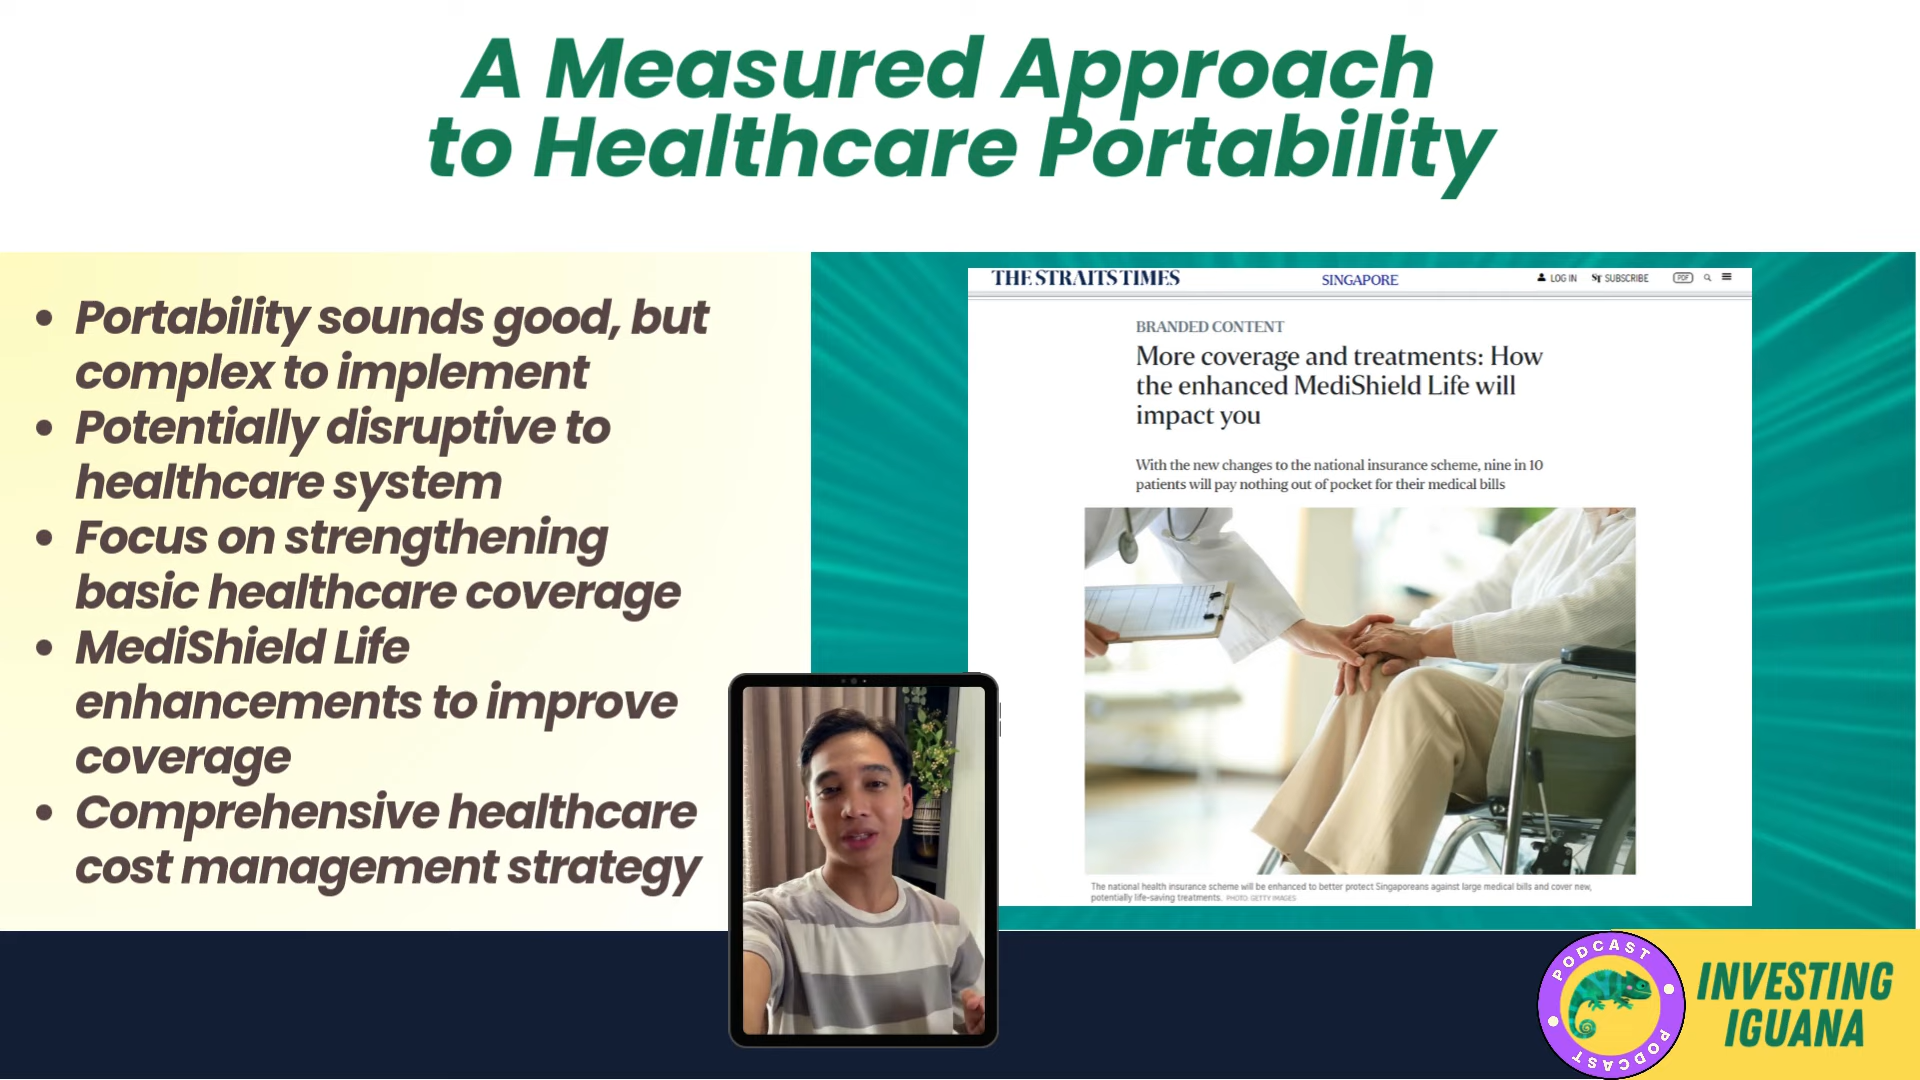 A Measured Approach
to Healthcare Portability
• Portability sounds good, but
complex to implement
• Potentially disruptive to
healthcare system
• Focus on strengthening
basic healthcare coverage
• MediShield Life
enhancements to improve
coverage
• Comprehensive healthcare
cost management strategy
THE STRAITS TIMES
SINGAPORE
LOG IN
ST SUBSCRIBE
PDF
BRANDED CONTENT
More coverage and treatments: How
the enhanced MediShield Life will
impact you
With the new changes to the national insurance scheme, nine in 10
patients will pay nothing out of pocket for their medical bills
The national health insurance scheme will be enhanced to better protect Singaporeans against large medical bills and cover new,
potentially life-saving treatments. PHOTO: GETTY IMAGES
PODCAST
PODCAST
INVESTING
IGUANA